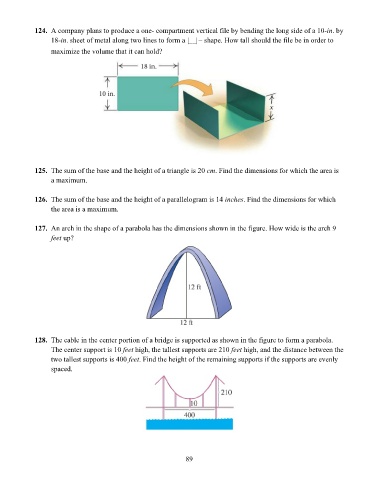 124. A company plans to produce a one- compartment vertical file by bending the long side of a 10-in. by
18-in. sheet of metal along two lines to form a |__| – shape. How tall should the file be in order to
maximize the volume that it can hold?
18 in.
10 in.
x
125. The sum of the base and the height of a triangle is 20 cm. Find the dimensions for which the area is
a maximum.
126. The sum of the base and the height of a parallelogram is 14 inches. Find the dimensions for which
the area is a maximum.
127. An arch in the shape of a parabola has the dimensions shown in the figure. How wide is the arch 9
feet up?
12 ft
12 ft
128. The cable in the center portion of a bridge is supported as shown in the figure to form a parabola.
The center support is 10 feet high, the tallest supports are 210 feet high, and the distance between the
two tallest supports is 400 feet. Find the height of the remaining supports if the supports are evenly
spaced.
210
10
400
89